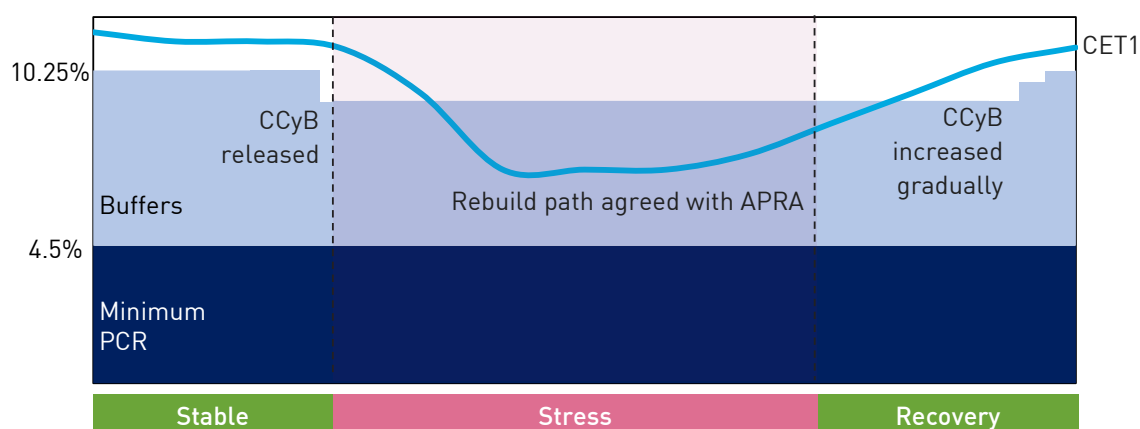 CET1
10.25%
CCyB
released
CCyB
increased
gradually
Buffers
Rebuild path agreed with APRA
4.5%
Minimum
PCR
Stable
Stress
Recovery